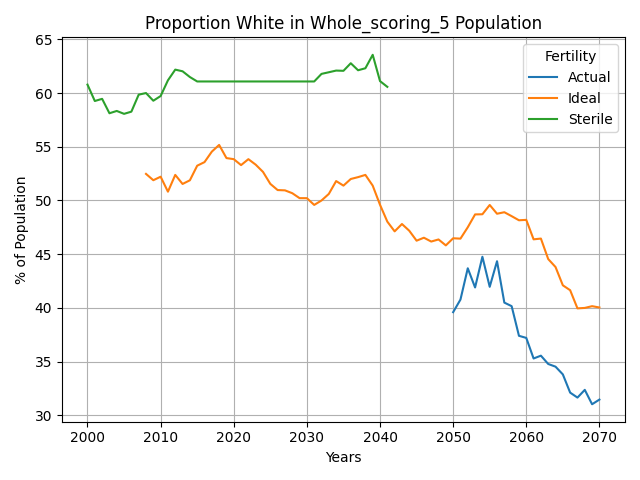 Proportion White in Whole_scoring_5 Population
65
60
55
50
45
40
35
30
% of Population
Fertility
Actual
Ideal
Sterile
2000 2010 2020 2030 2040 2050 2060 2070
Years